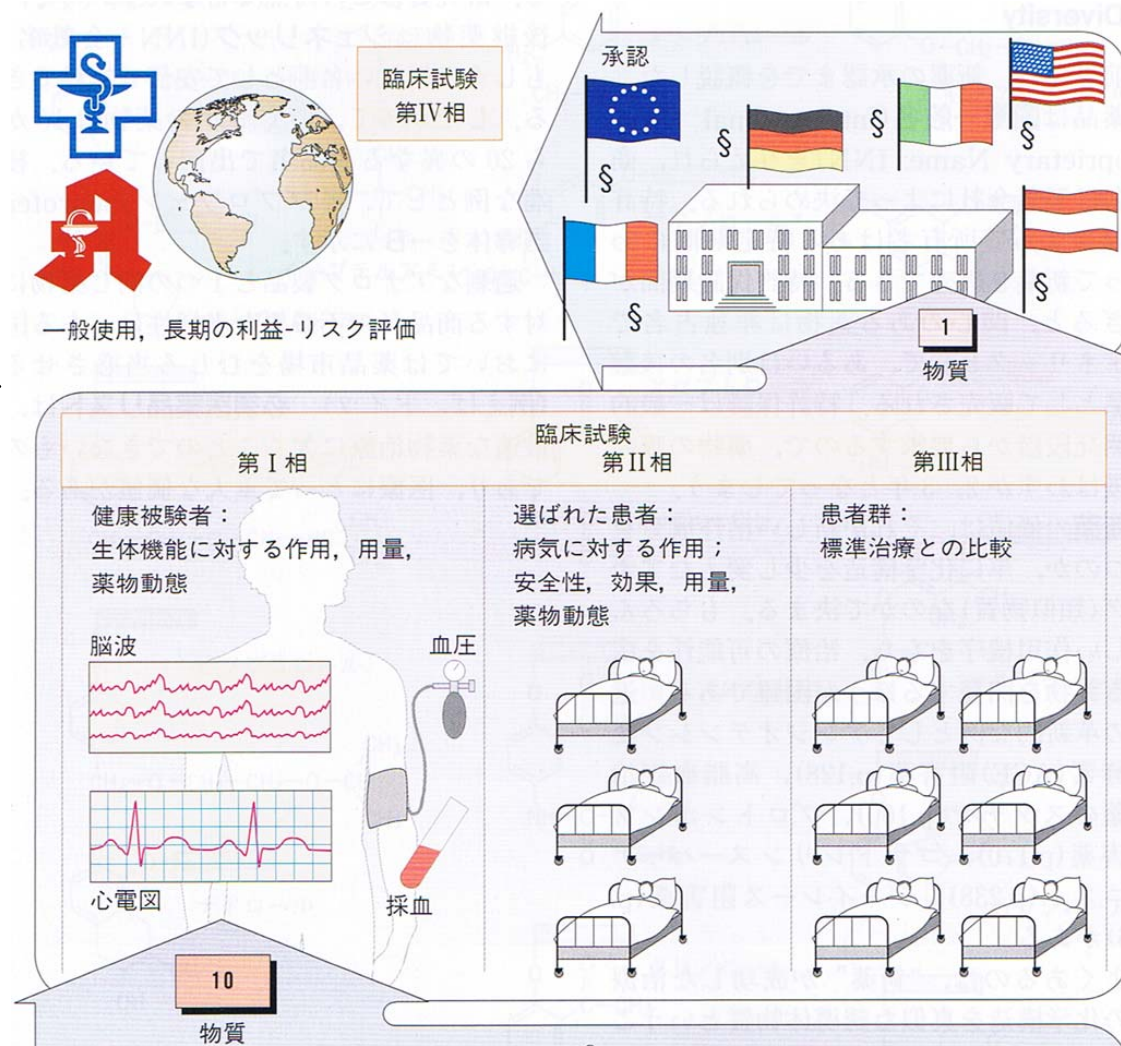 臨床試験
第IV相
承認
§
§
§
§
§
§
一般使用，長期の利益-リスク評価
1
物質
臨床試験
第I相
第II相
第III相
健康被験者：
生体機能に対する作用，用量，
薬物動態
選ばれた患者：
病気に対する作用；
安全性，効果，用量，
薬物動態
患者群：
標準治療との比較
脳波
血圧
心電図
採血
10
物質